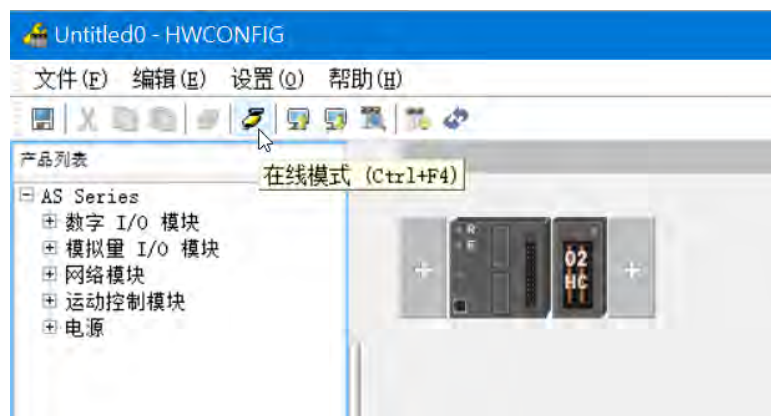 Untitled0 - HWCONFIG
文件(F) 编辑(E) 设置(O) 帮助(H)
产品列表
在线模式 (Ctrl+F4)
AS Series
数字 I/O 模块
模拟量 I/O 模块
网络模块
运动控制模块
电源
R
E
02
HC